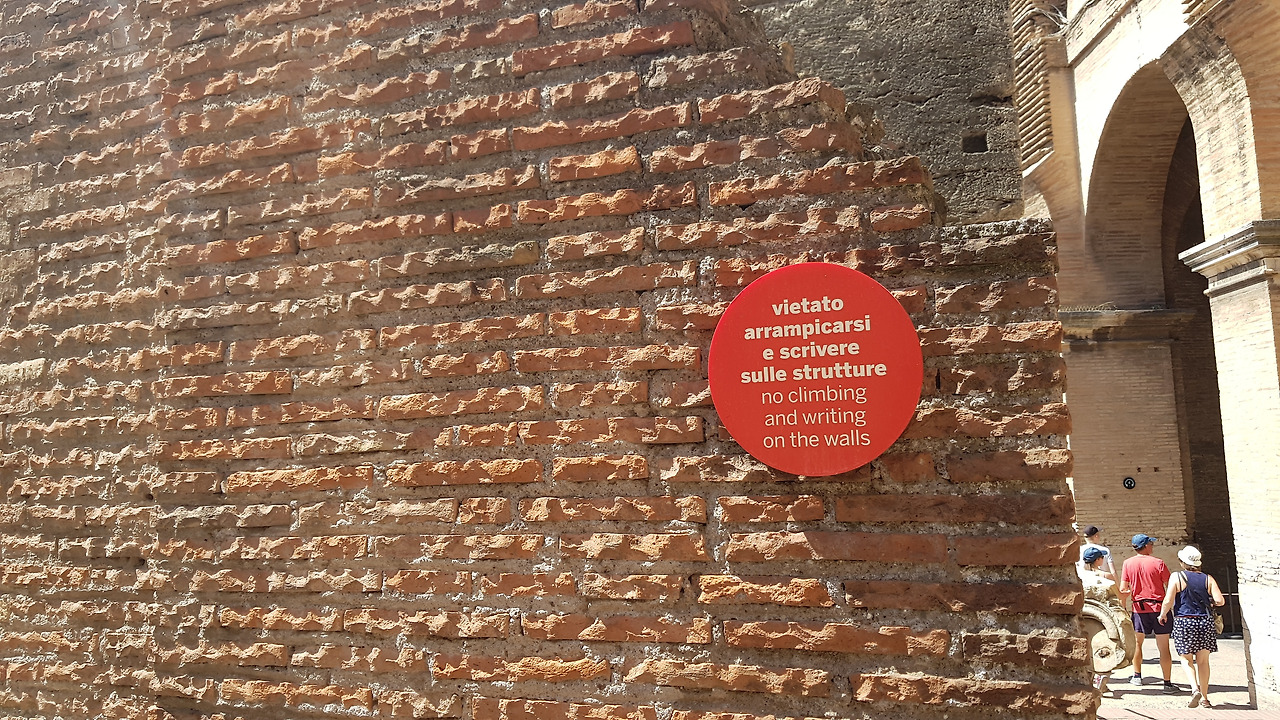 vietato
arrampicarsi
e scrivere
sulle strutture
no climbing
and writing
on the walls